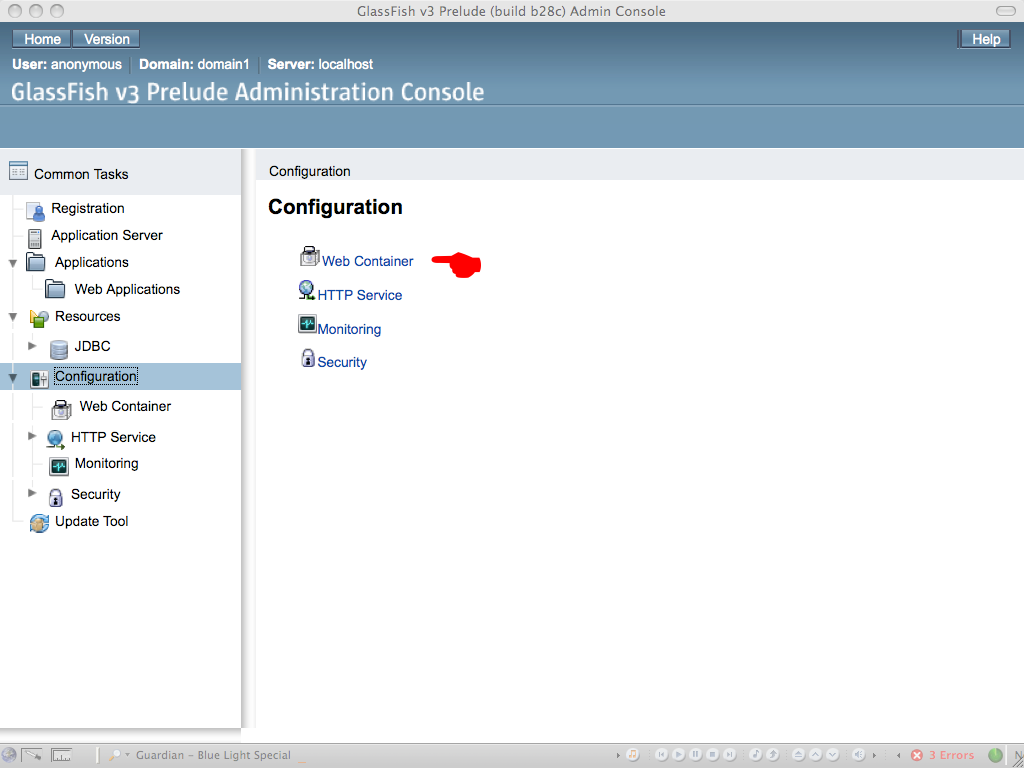 GlassFish v3 Prelude (build b28c) Admin Console
Home Version Help
User: anonymous Domain: domain1 Server: localhost
GlassFish v3 Prelude Administration Console
Common Tasks
Registration
Application Server
Applications
Web Applications
Resources
JDBC
Configuration
Web Container
HTTP Service
Monitoring
Security
Update Tool
Configuration
Configuration
Web Container
HTTP Service
Monitoring
Security
Guardian – Blue Light Special 3 Errors N